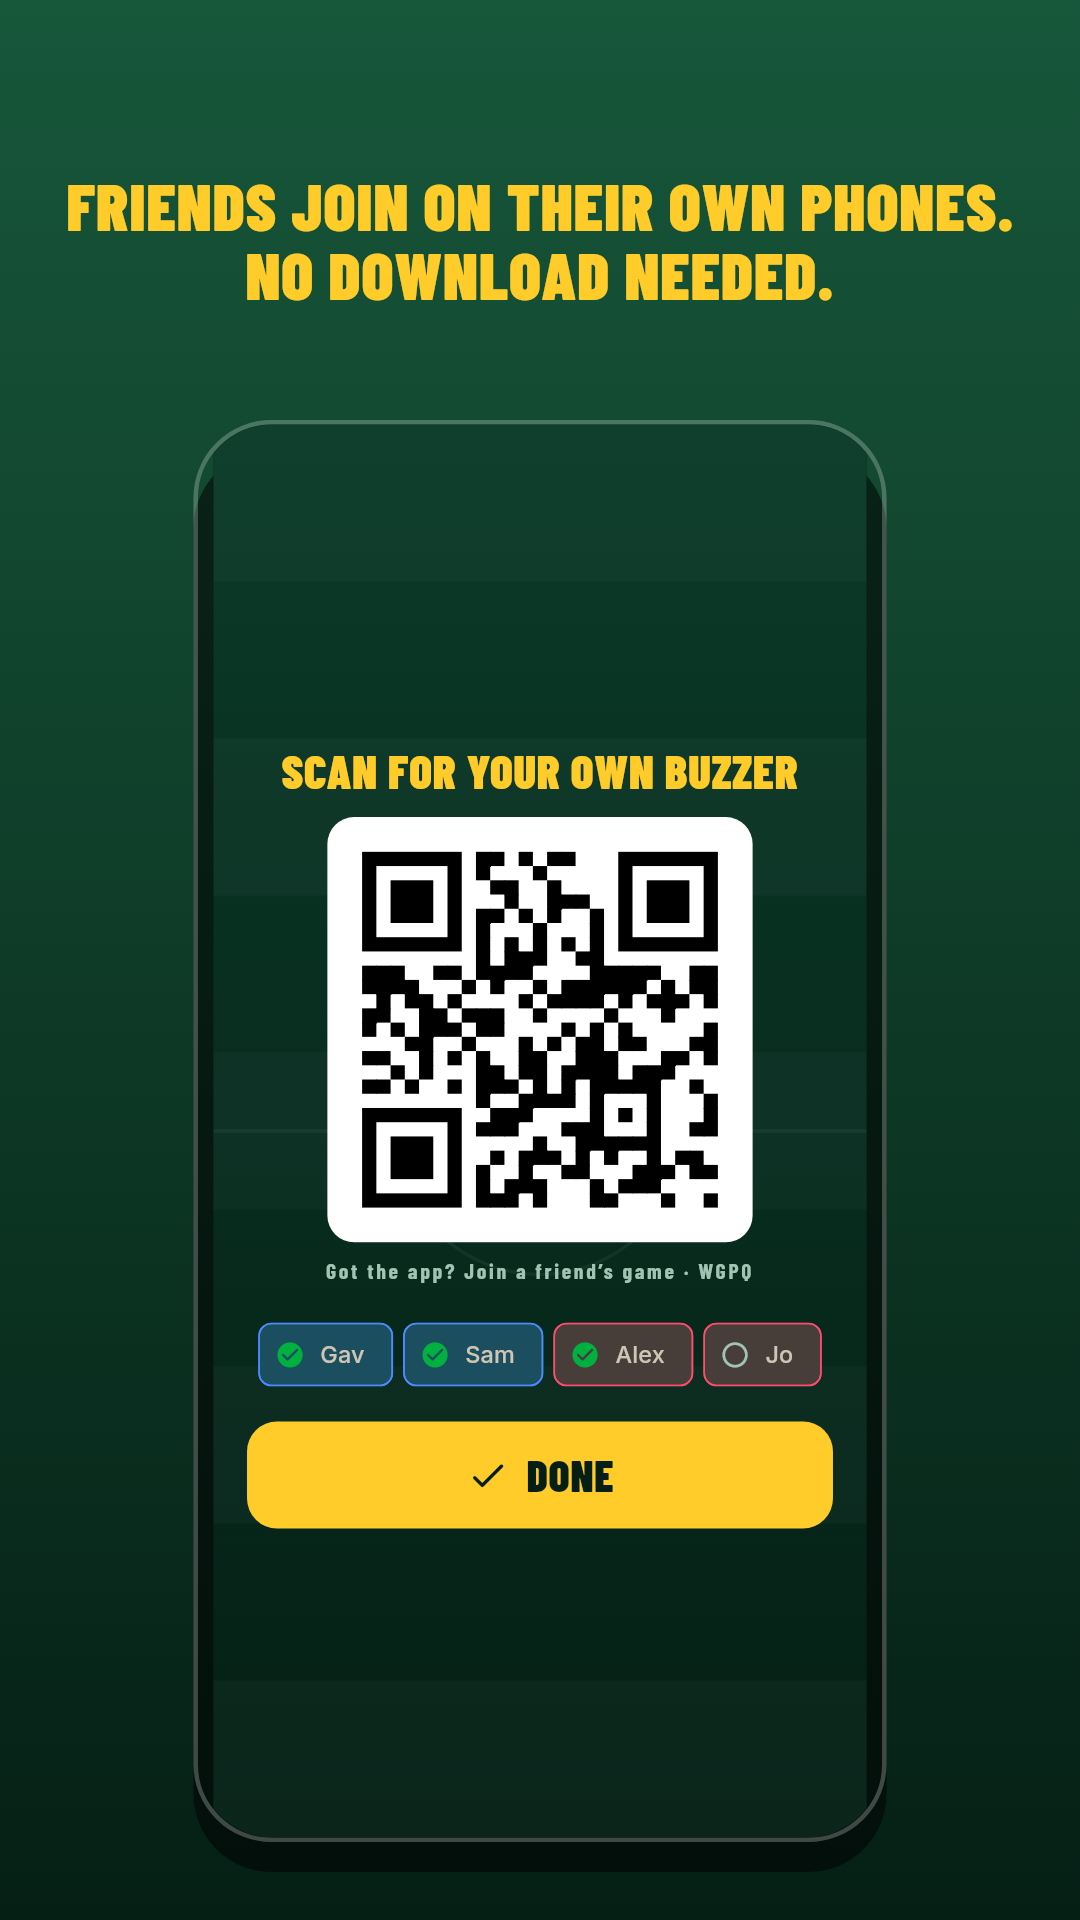 FRIENDS JOIN ON THEIR OWN PHONES.
NO DOWNLOAD NEEDED.
SCAN FOR YOUR OWN BUZZER
Got the app? Join a friend’s game · WGPQ
Gav Sam Alex Jo
DONE